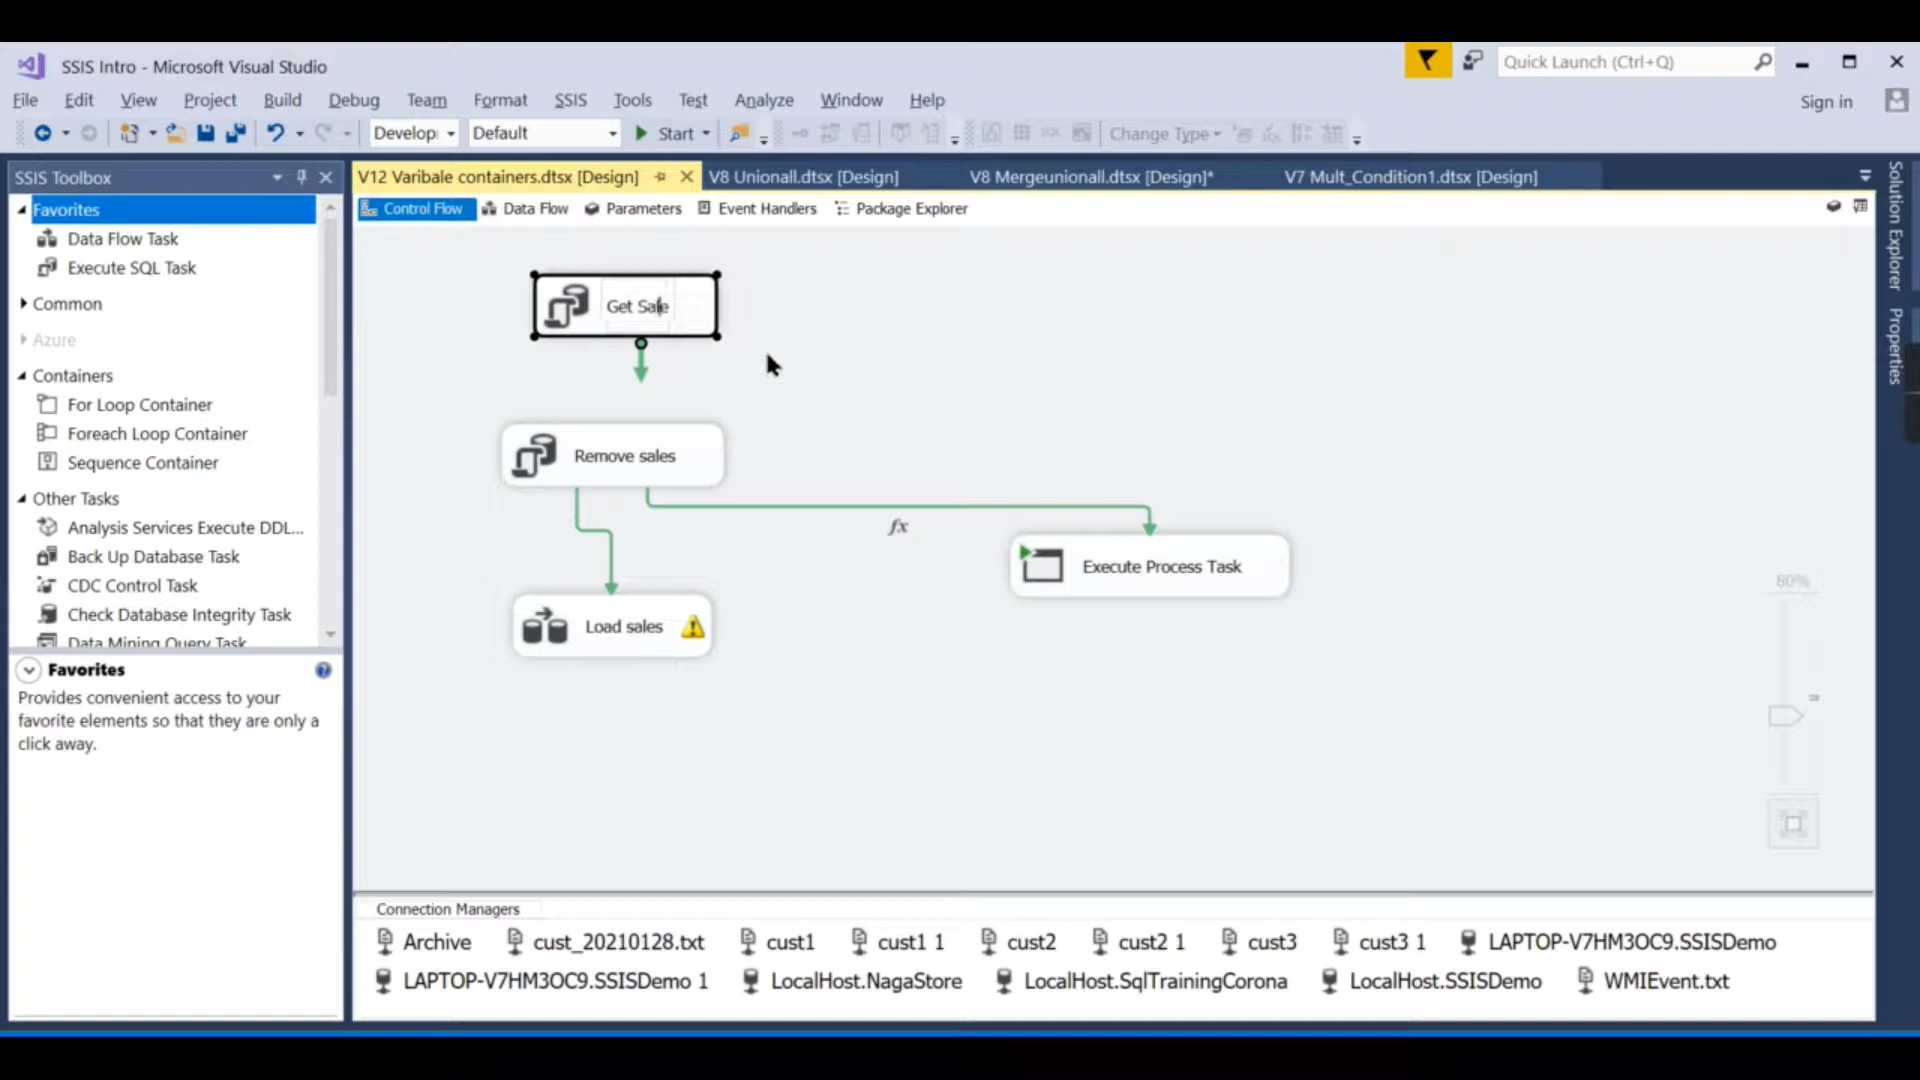 SSIS Intro - Microsoft Visual Studio
Quick Launch (Ctrl+Q)
File Edit View Project Build Debug Team Format SSIS Tools Test Analyze Window Help
Sign in
Develop Default Start Change Type
SSIS Toolbox
V12 Varibale containers.dtsx [Design] V8 Unionall.dtsx [Design] V8 Mergeunionall.dtsx [Design]* V7 Mult_Condition1.dtsx [Design]
Control Flow Data Flow Parameters Event Handlers Package Explorer
Solution Explorer
Properties
Favorites
Data Flow Task
Execute SQL Task
Common
Azure
Containers
For Loop Container
Foreach Loop Container
Sequence Container
Other Tasks
Analysis Services Execute DDL...
Back Up Database Task
CDC Control Task
Check Database Integrity Task
Data Mining Query Task
Favorites
Provides convenient access to your
favorite elements so that they are only a
click away.
Get Sale
Remove sales
fx
Execute Process Task
Load sales
80%
Connection Managers
Archive cust_20210128.txt cust1 cust1 1 cust2 cust2 1 cust3 cust3 1 LAPTOP-V7HM3OC9.SSISDemo
LAPTOP-V7HM3OC9.SSISDemo 1 LocalHost.NagaStore LocalHost.SqlTrainingCorona LocalHost.SSISDemo WMIEvent.txt